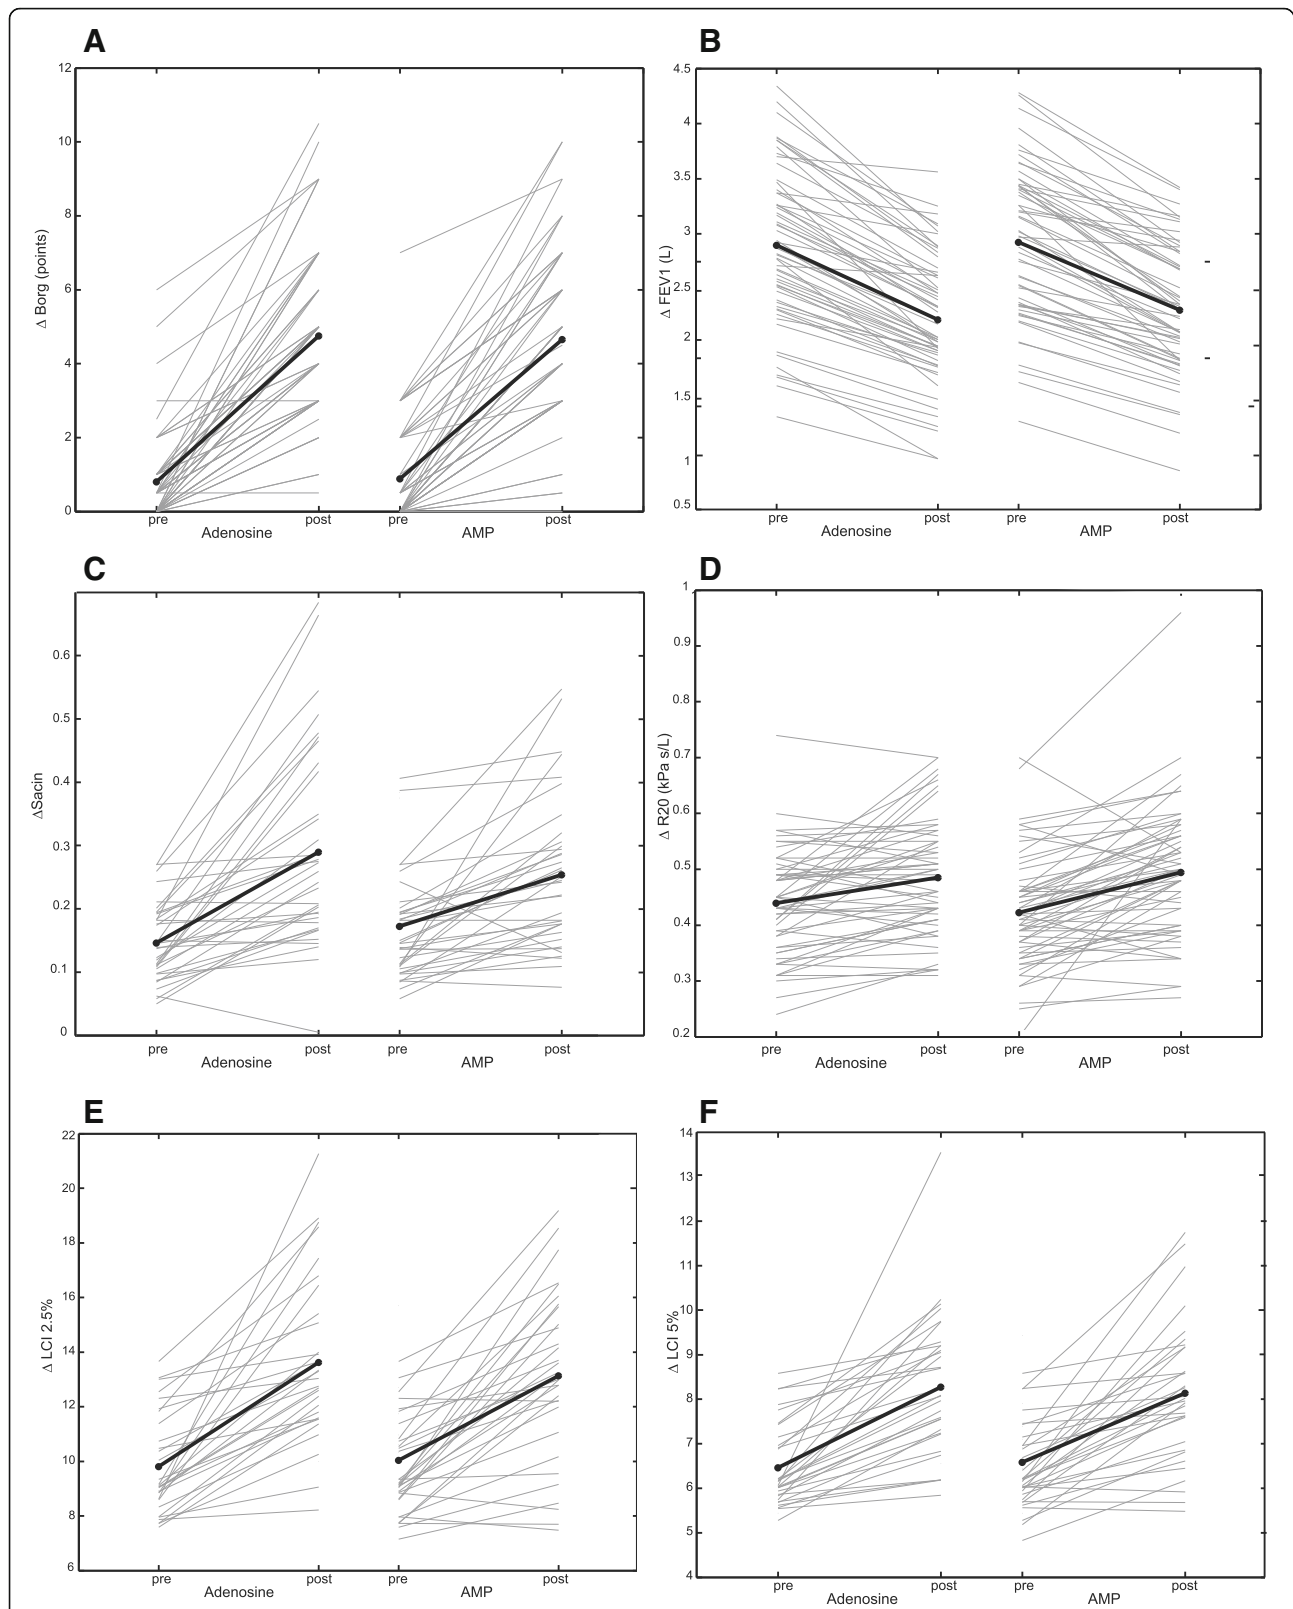 A
12
10
8
6
4
2
0
Δ Borg (points)
pre
post
pre
post
Adenosine
AMP
B
4.5
4
3.5
3
2.5
2
1.5
1
0.5
Δ FEV1 (L)
pre
post
pre
post
Adenosine
AMP
C
0.6
0.5
0.4
0.3
0.2
0.1
0
ΔSacin
pre
post
pre
post
Adenosine
AMP
D
1
0.9
0.8
0.7
0.6
0.5
0.4
0.3
0.2
Δ R20 (kPa s/L)
pre
post
pre
post
Adenosine
AMP
E
22
20
18
16
14
12
10
8
6
Δ LCI 2.5%
pre
post
pre
post
Adenosine
AMP
F
14
13
12
11
10
9
8
7
6
5
4
Δ LCI 5%
pre
post
pre
post
Adenosine
AMP